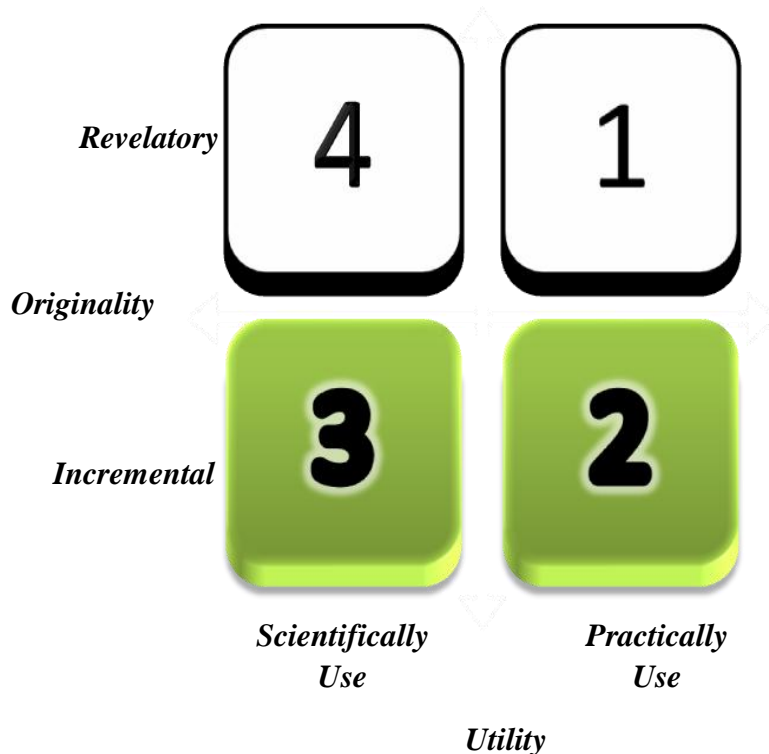 4 1
Revelatory
Originality
3 2
Incremental
Scientifically Practically
Use Use
Utility